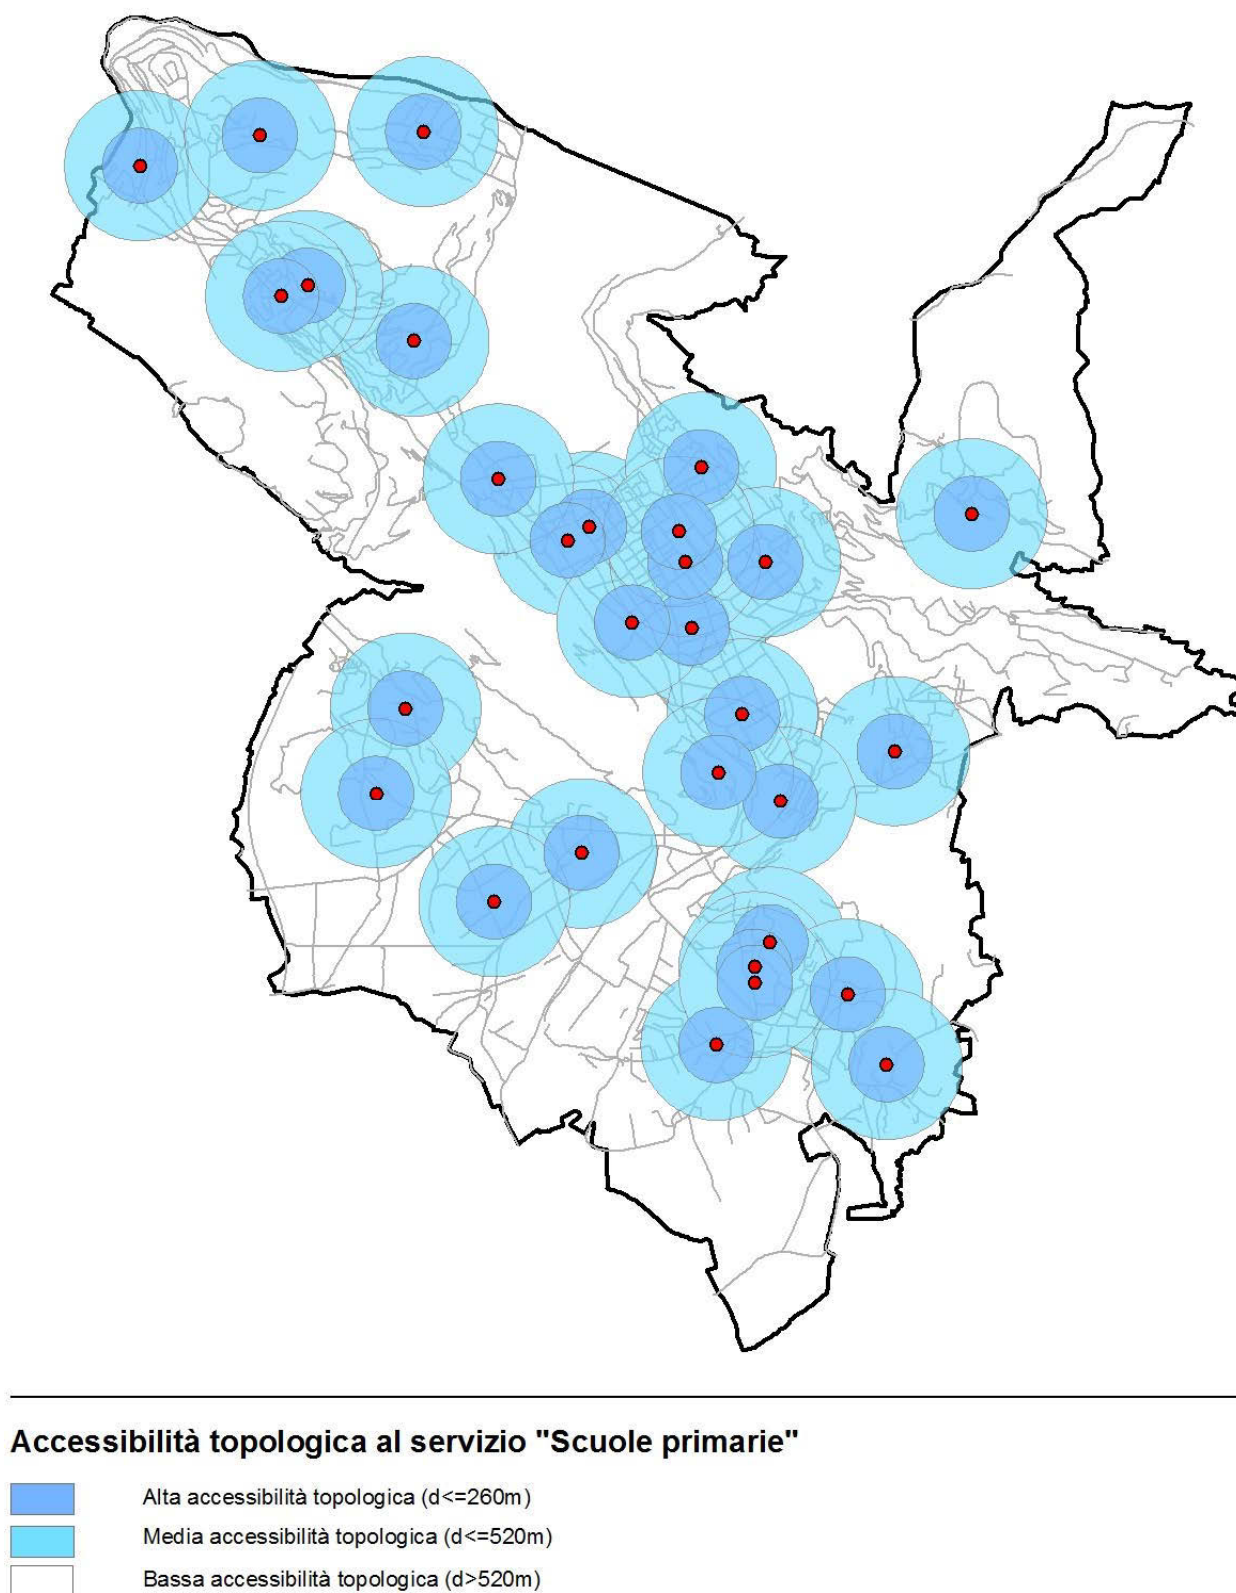 Accessibilità topologica al servizio "Scuole primarie"
Alta accessibilità topologica (d<=260m)
Media accessibilità topologica (d<=520m)
Bassa accessibilità topologica (d>520m)